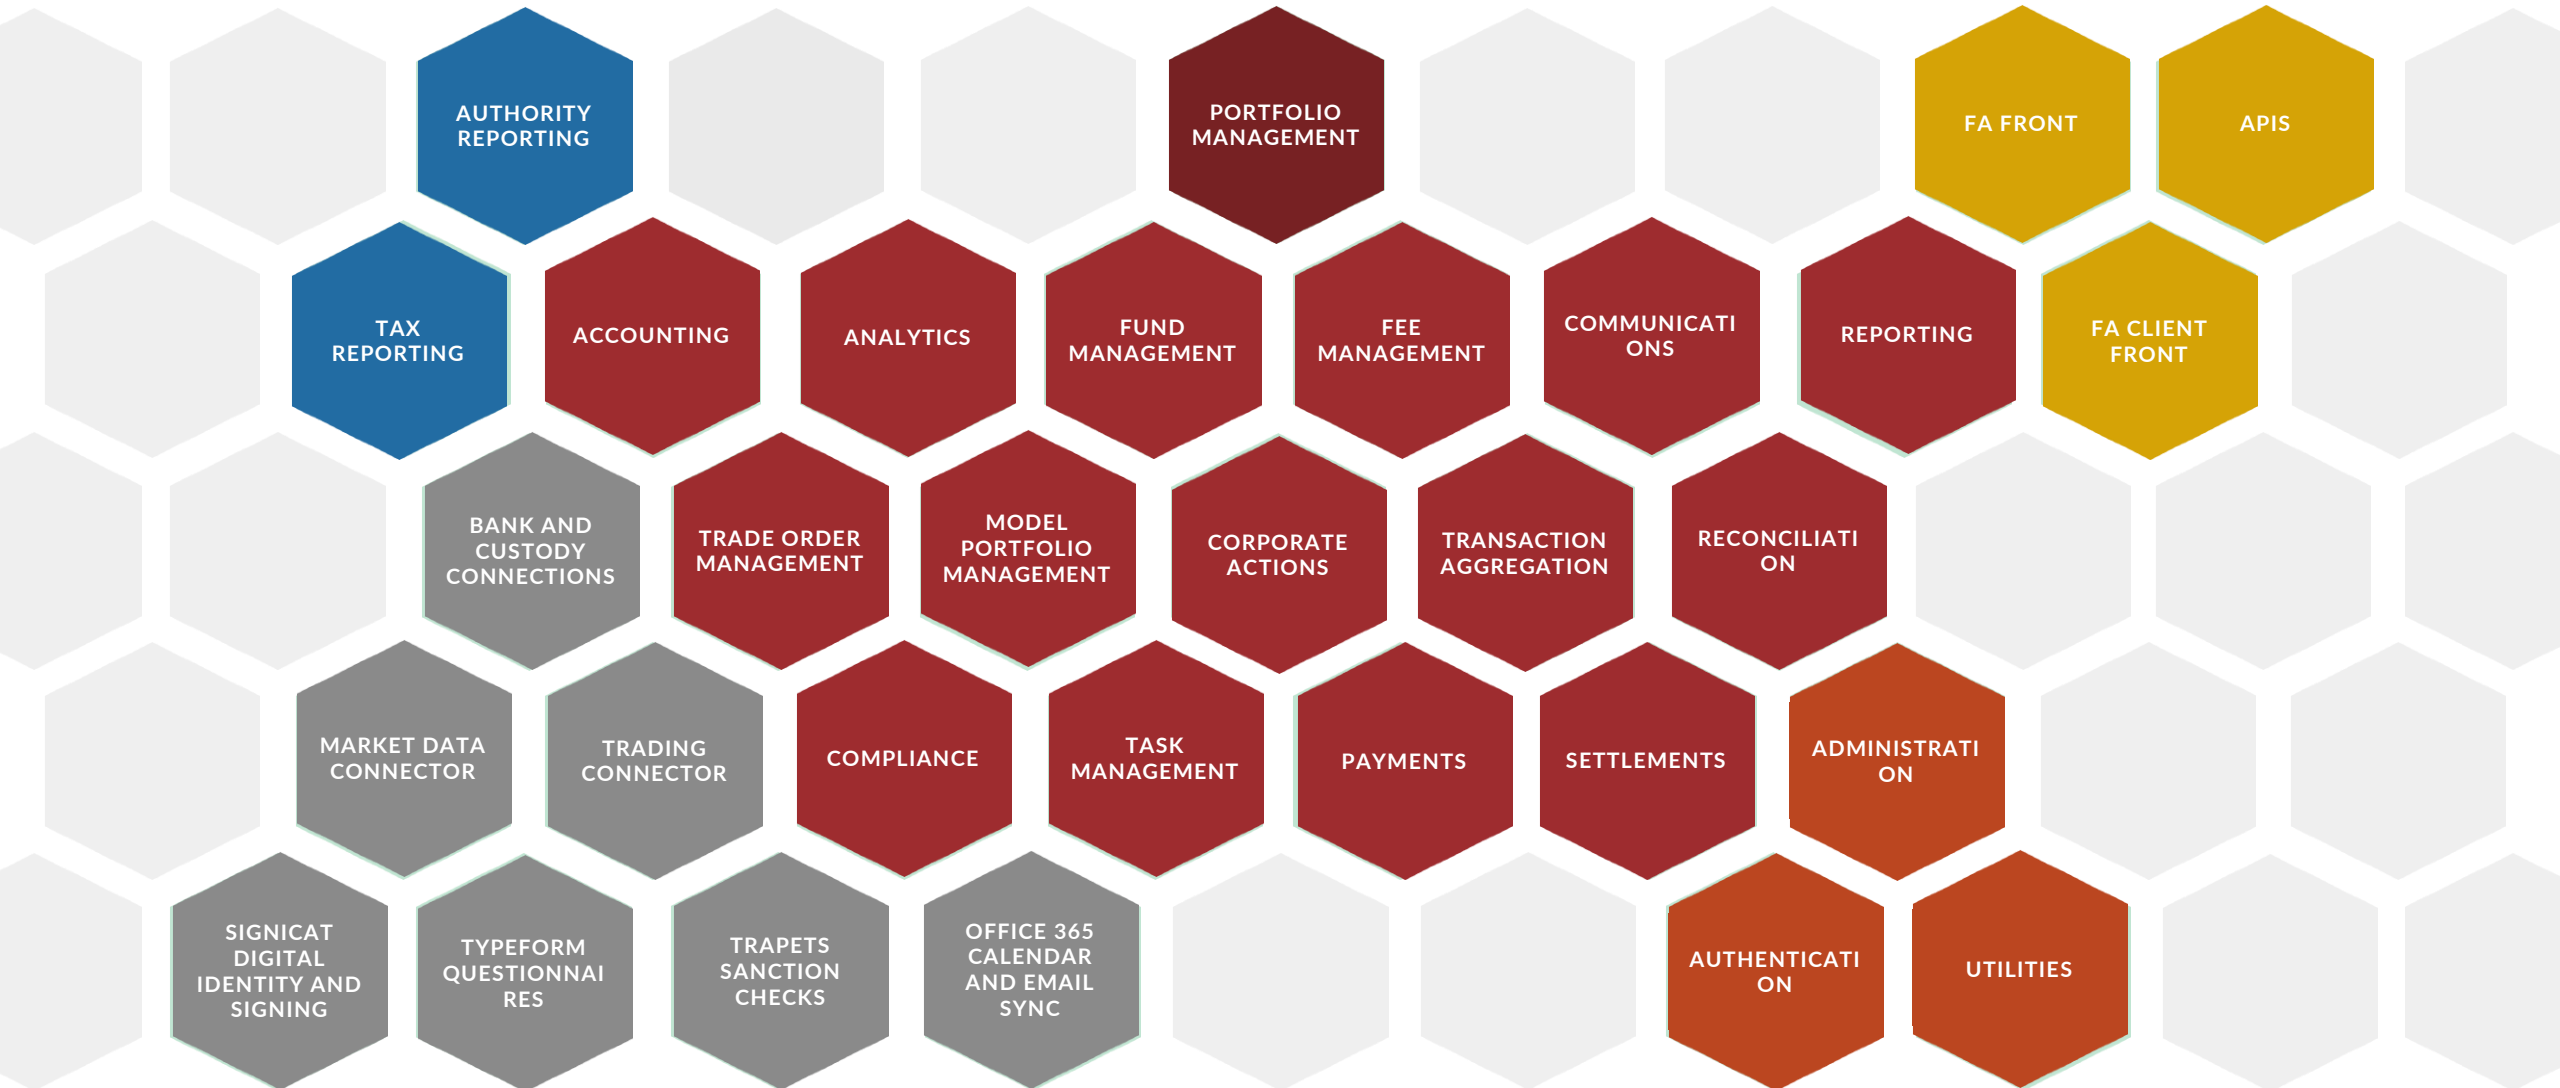 AUTHORITY
REPORTING
PORTFOLIO
MANAGEMENT
FA FRONT
APIS
TAX
REPORTING
ACCOUNTING
ANALYTICS
FUND
MANAGEMENT
FEE
MANAGEMENT
COMMUNICATI
ONS
REPORTING
FA CLIENT
FRONT
BANK AND
CUSTODY
CONNECTIONS
TRADE ORDER
MANAGEMENT
MODEL
PORTFOLIO
MANAGEMENT
CORPORATE
ACTIONS
TRANSACTION
AGGREGATION
RECONCILIATI
ON
MARKET DATA
CONNECTOR
TRADING
CONNECTOR
COMPLIANCE
TASK
MANAGEMENT
PAYMENTS
SETTLEMENTS
ADMINISTRATI
ON
SIGNICAT
DIGITAL
IDENTITY AND
SIGNING
TYPEFORM
QUESTIONNAI
RES
TRAPETS
SANCTION
CHECKS
OFFICE 365
CALENDAR
AND EMAIL
SYNC
AUTHENTICATI
ON
UTILITIES